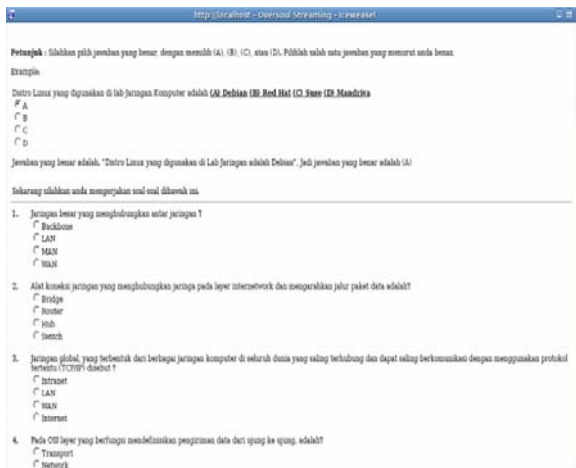 http://localhost - Oversoul Streaming - Iceweasel
Petunjuk : Silahkan pilih jawaban yang benar, dengan memilih (A), (B), (C), atau (D). Pilihlah salah satu jawaban yang menurut anda benar.
Example:
Distro Linux yang digunakan di lab Jaringan Komputer adalah (A) Debian (B) Red Hat (C) Suse (D) Mandriva
A
B
C
D
Jawaban yang benar adalah, "Distro Linux yang digunakan di Lab Jaringan adalah Debian". Jadi jawaban yang benar adalah (A)
Sekarang silahkan anda mengerjakan soal-soal dibawah ini.
1. Jaringan besar yang menghubungkan antar jaringan ?
Backbone
LAN
MAN
WAN
2. Alat koneksi jaringan yang menghubungkan jaringa pada layer internetwork dan mengarahkan jalur paket data adalah?
Bridge
Router
Hub
Switch
3. Jaringan global, yang terbentuk dari berbagai jaringan komputer di seluruh dunia yang saling terhubung dan dapat saling berkomunikasi dengan menggunakan protokol
tertentu (TCP/IP) disebut ?
Intranet
LAN
WAN
Internet
4. Pada OSI layer yang berfungsi mendefinisikan pengiriman data dari ujung ke ujung, adalah?
Transport
Network